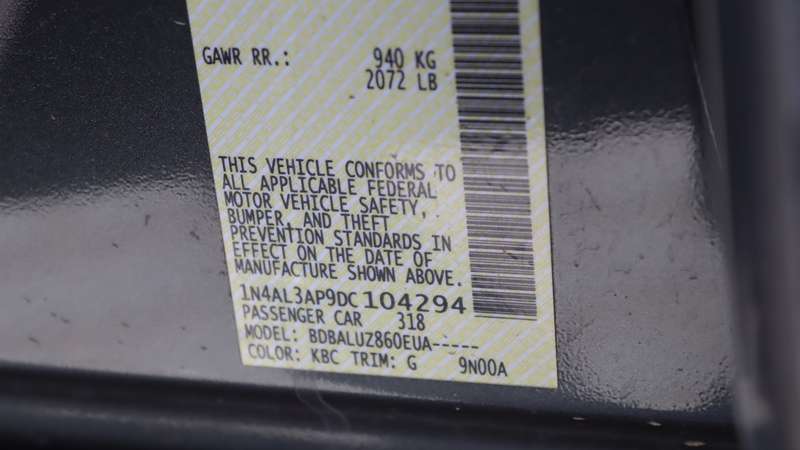 GAWR RR.: 940 KG
2072 LB
THIS VEHICLE CONFORMS TO
ALL APPLICABLE FEDERAL
MOTOR VEHICLE SAFETY,
BUMPER, AND THEFT
PREVENTION STANDARDS IN
EFFECT ON THE DATE OF
MANUFACTURE SHOWN ABOVE.
1N4AL3AP9DC104294
PASSENGER CAR 318
MODEL: BDBALUZ860EUA-----
COLOR: KBC TRIM: G 9N00A